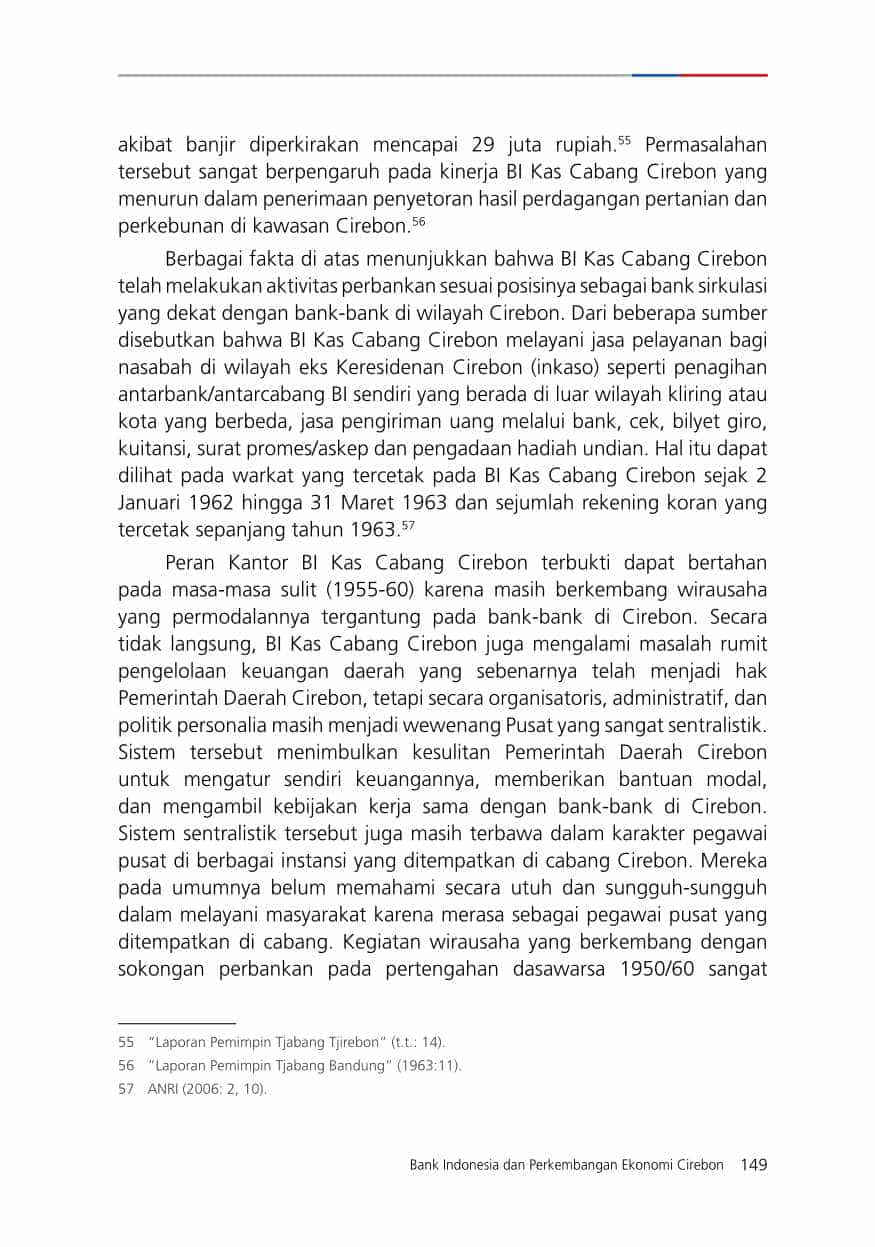 akibat banjir diperkirakan mencapai 29 juta rupiah.55 Permasalahan
tersebut sangat berpengaruh pada kinerja BI Kas Cabang Cirebon yang
menurun dalam penerimaan penyetoran hasil perdagangan pertanian dan
perkebunan di kawasan Cirebon.56
Berbagai fakta di atas menunjukkan bahwa BI Kas Cabang Cirebon
telah melakukan aktivitas perbankan sesuai posisinya sebagai bank sirkulasi
yang dekat dengan bank-bank di wilayah Cirebon. Dari beberapa sumber
disebutkan bahwa BI Kas Cabang Cirebon melayani jasa pelayanan bagi
nasabah di wilayah eks Keresidenan Cirebon (inkaso) seperti penagihan
antarbank/antarcabang BI sendiri yang berada di luar wilayah kliring atau
kota yang berbeda, jasa pengiriman uang melalui bank, cek, bilyet giro,
kuitansi, surat promes/askep dan pengadaan hadiah undian. Hal itu dapat
dilihat pada warkat yang tercetak pada BI Kas Cabang Cirebon sejak 2
Januari 1962 hingga 31 Maret 1963 dan sejumlah rekening koran yang
tercetak sepanjang tahun 1963.57
Peran Kantor BI Kas Cabang Cirebon terbukti dapat bertahan
pada masa-masa sulit (1955-60) karena masih berkembang wirausaha
yang permodalannya tergantung pada bank-bank di Cirebon. Secara
tidak langsung, BI Kas Cabang Cirebon juga mengalami masalah rumit
pengelolaan keuangan daerah yang sebenarnya telah menjadi hak
Pemerintah Daerah Cirebon, tetapi secara organisatoris, administratif, dan
politik personalia masih menjadi wewenang Pusat yang sangat sentralistik.
Sistem tersebut menimbulkan kesulitan Pemerintah Daerah Cirebon
untuk mengatur sendiri keuangannya, memberikan bantuan modal,
dan mengambil kebijakan kerja sama dengan bank-bank di Cirebon.
Sistem sentralistik tersebut juga masih terbawa dalam karakter pegawai
pusat di berbagai instansi yang ditempatkan di cabang Cirebon. Mereka
pada umumnya belum memahami secara utuh dan sungguh-sungguh
dalam melayani masyarakat karena merasa sebagai pegawai pusat yang
ditempatkan di cabang. Kegiatan wirausaha yang berkembang dengan
sokongan perbankan pada pertengahan dasawarsa 1950/60 sangat
55 "Laporan Pemimpin Tjabang Tjirebon" (t.t.: 14).
56 "Laporan Pemimpin Tjabang Bandung" (1963:11).
57 ANRI (2006: 2, 10).
Bank Indonesia dan Perkembangan Ekonomi Cirebon 149